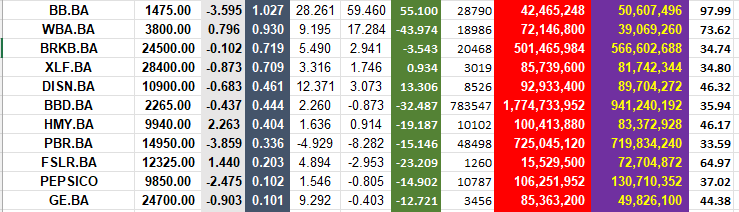 BB.BA 1475.00 -3.595 1.027 28.261 59.460 55.100 28790 42,465,248 50,607,496 97.99
WBA.BA 3800.00 0.796 0.930 9.195 17.284 -43.974 18986 72,146,800 39,069,260 73.62
BRKB.BA 24500.00 -0.102 0.719 5.490 2.941 -3.543 20468 501,465,984 566,602,688 34.74
XLF.BA 28400.00 -0.873 0.709 3.316 1.746 0.934 3019 85,739,600 81,742,344 34.80
DISN.BA 10900.00 -0.683 0.461 12.371 3.073 13.306 8526 92,933,400 89,704,272 46.32
BBD.BA 2265.00 -0.437 0.444 2.260 -0.873 -32.487 783547 1,774,733,952 941,240,192 35.94
HMY.BA 9940.00 2.263 0.404 1.636 0.914 -19.187 10102 100,413,880 83,372,928 46.17
PBR.BA 14950.00 -3.859 0.336 -4.929 -8.282 -15.146 48498 725,045,120 719,834,240 33.59
FSLR.BA 12325.00 1.440 0.203 4.894 -2.953 -23.209 1260 15,529,500 72,704,872 64.97
PEPSICO 9850.00 -2.475 0.102 1.546 -0.805 -14.902 10787 106,251,952 130,710,352 37.02
GE.BA 24700.00 -0.903 0.101 9.292 -0.403 -12.721 3456 85,363,200 49,826,100 44.38